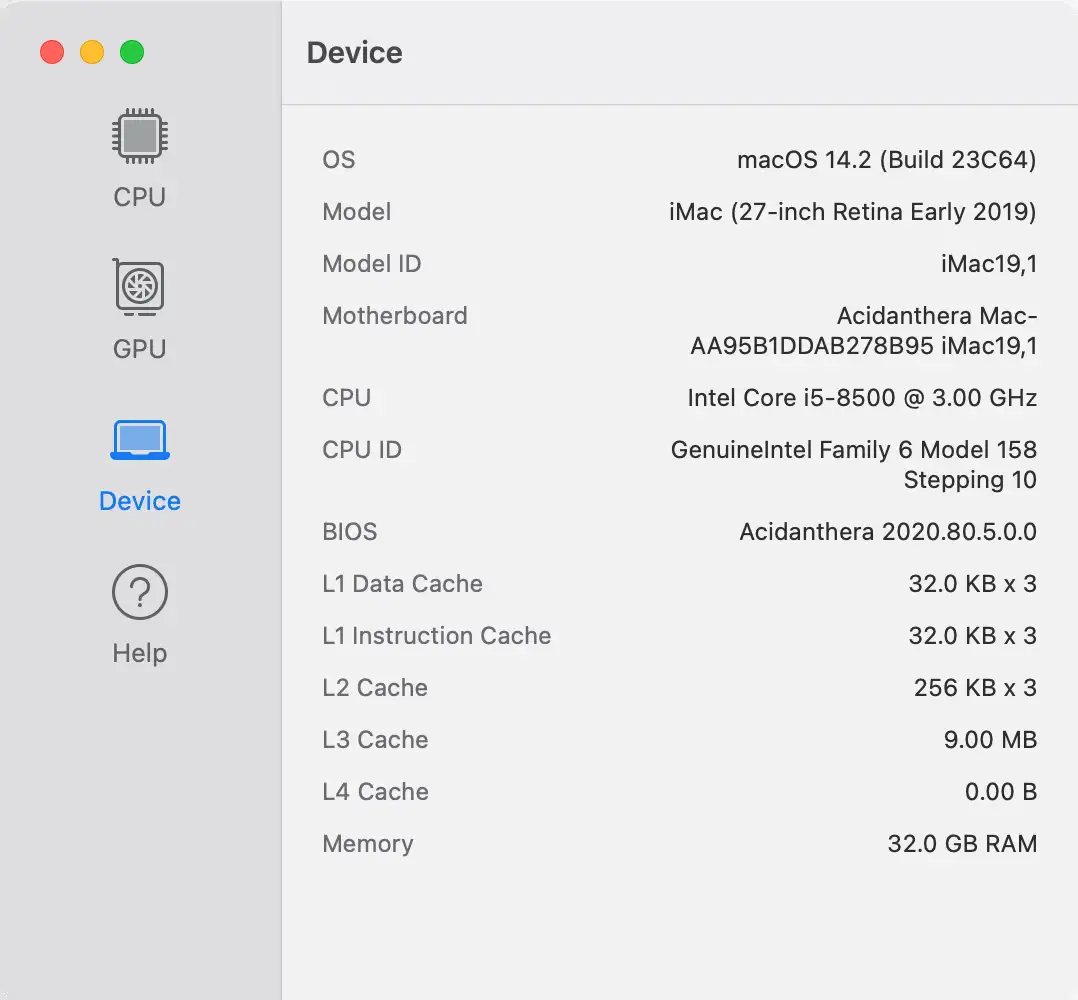 Device
CPU
GPU
Device
Help
OS macOS 14.2 (Build 23C64)
Model iMac (27-inch Retina Early 2019)
Model ID iMac19,1
Motherboard Acidanthera Mac-
AA95B1DDAB278B95 iMac19,1
CPU Intel Core i5-8500 @ 3.00 GHz
CPU ID GenuineIntel Family 6 Model 158
Stepping 10
BIOS Acidanthera 2020.80.5.0.0
L1 Data Cache 32.0 KB x 3
L1 Instruction Cache 32.0 KB x 3
L2 Cache 256 KB x 3
L3 Cache 9.00 MB
L4 Cache 0.00 B
Memory 32.0 GB RAM